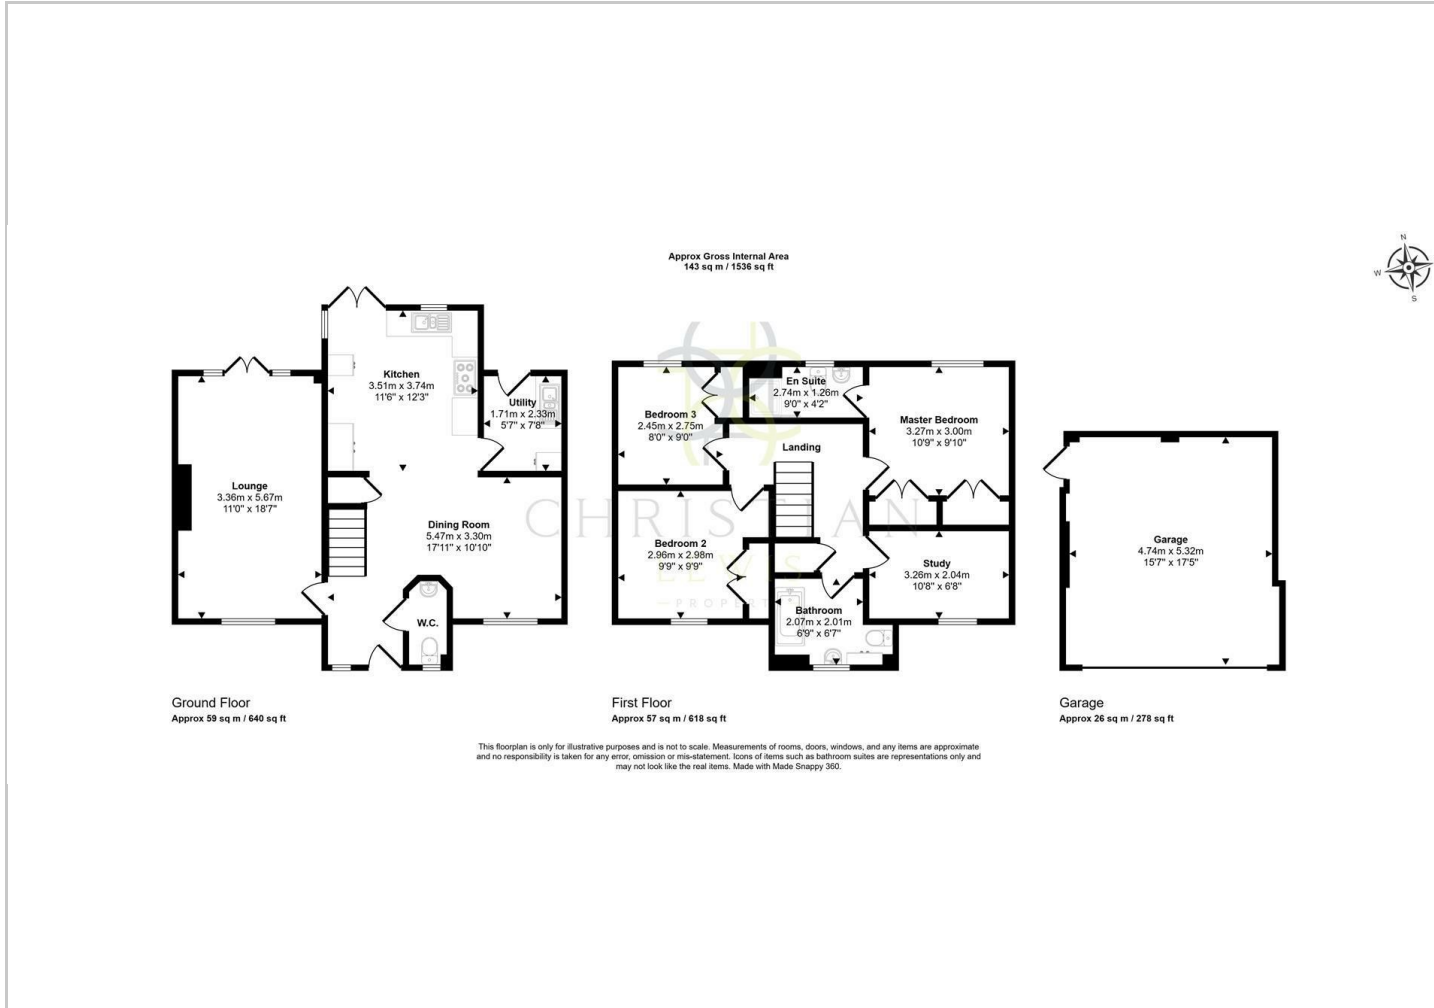 Approx Gross Internal Area
143 sq m / 1536 sq ft
N
W
S
Kitchen
3.51m x 3.74m
11'6" x 12'3"
Utility
1.71m x 2.33m
5'7" x 7'8"
Lounge
3.36m x 5.67m
11'0" x 18'7"
Dining Room
5.47m x 3.30m
17'11" x 10'10"
W.C.
Ground Floor
Approx 59 sq m / 640 sq ft
En Suite
2.74m x 1.26m
9'0" x 4'2"
Bedroom 3
2.45m x 2.75m
8'0" x 9'0"
Master Bedroom
3.27m x 3.00m
10'9" x 9'10"
Landing
Bedroom 2
2.96m x 2.98m
9'9" x 9'9"
Study
3.26m x 2.04m
10'8" x 6'8"
Bathroom
2.07m x 2.01m
6'9" x 6'7"
First Floor
Approx 57 sq m / 618 sq ft
Garage
4.74m x 5.32m
15'7" x 17'5"
Garage
Approx 26 sq m / 278 sq ft
CHRISTIAN
LEWIS
This floorplan is only for illustrative purposes and is not to scale. Measurements of rooms, doors, windows, and any items are approximate
and no responsibility is taken for any error, omission or mis-statement. Icons of items such as bathroom suites are representations only and
may not look like the real items. Made with Made Snappy 360.